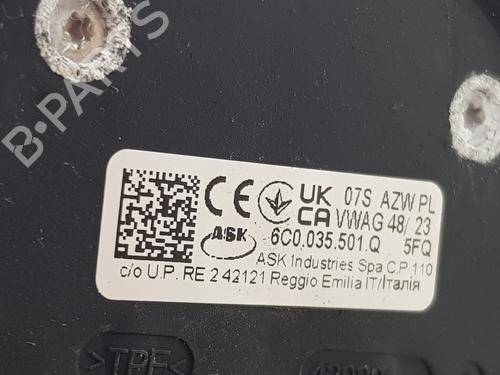 B-PARTS
CE UK 07S AZW PL
CA VWAG 48/ 23
ASK 6C0.035.501.Q 5FQ
ASK Industries Spa C.P. 110
c/o U.P. RE 2 42121 Reggio Emilia IT/Італія
>TPE<